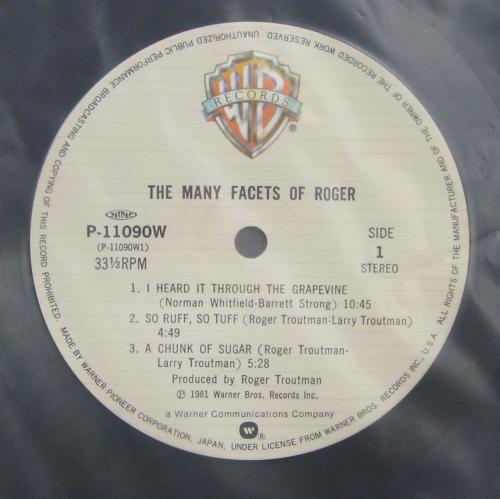 WB
RECORDS
®
THE MANY FACETS OF ROGER
JASRAC
P-11090W
(P-11090W1)
33⅓RPM
SIDE
1
STEREO
1. I HEARD IT THROUGH THE GRAPEVINE
(Norman Whitfield-Barrett Strong) 10:45
2. SO RUFF, SO TUFF (Roger Troutman-Larry Troutman)
4:49
3. A CHUNK OF SUGAR (Roger Troutman-
Larry Troutman) 5:28
Produced by Roger Troutman
Ⓟ 1981 Warner Bros. Records Inc.
a Warner Communications Company
®
MADE BY WARNER PIONEER CORPORATION, JAPAN, UNDER LICENSE FROM WARNER BROS. RECORDS INC., U.S.A. ALL RIGHTS OF THE MANUFACTURER AND OF THE OWNER OF THE RECORDED WORK RESERVED. UNAUTHORIZED PUBLIC PERFORMANCE BROADCASTING AND COPYING OF THIS RECORD PROHIBITED.